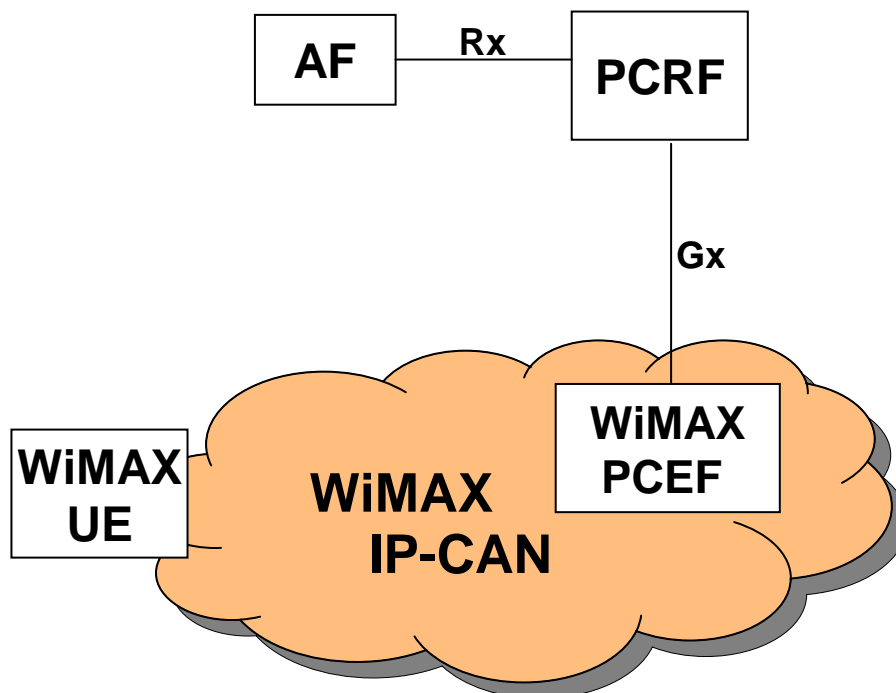 AF
Rx
PCRF
Gx
WiMAX
PCEF
WiMAX
UE
WiMAX
IP-CAN